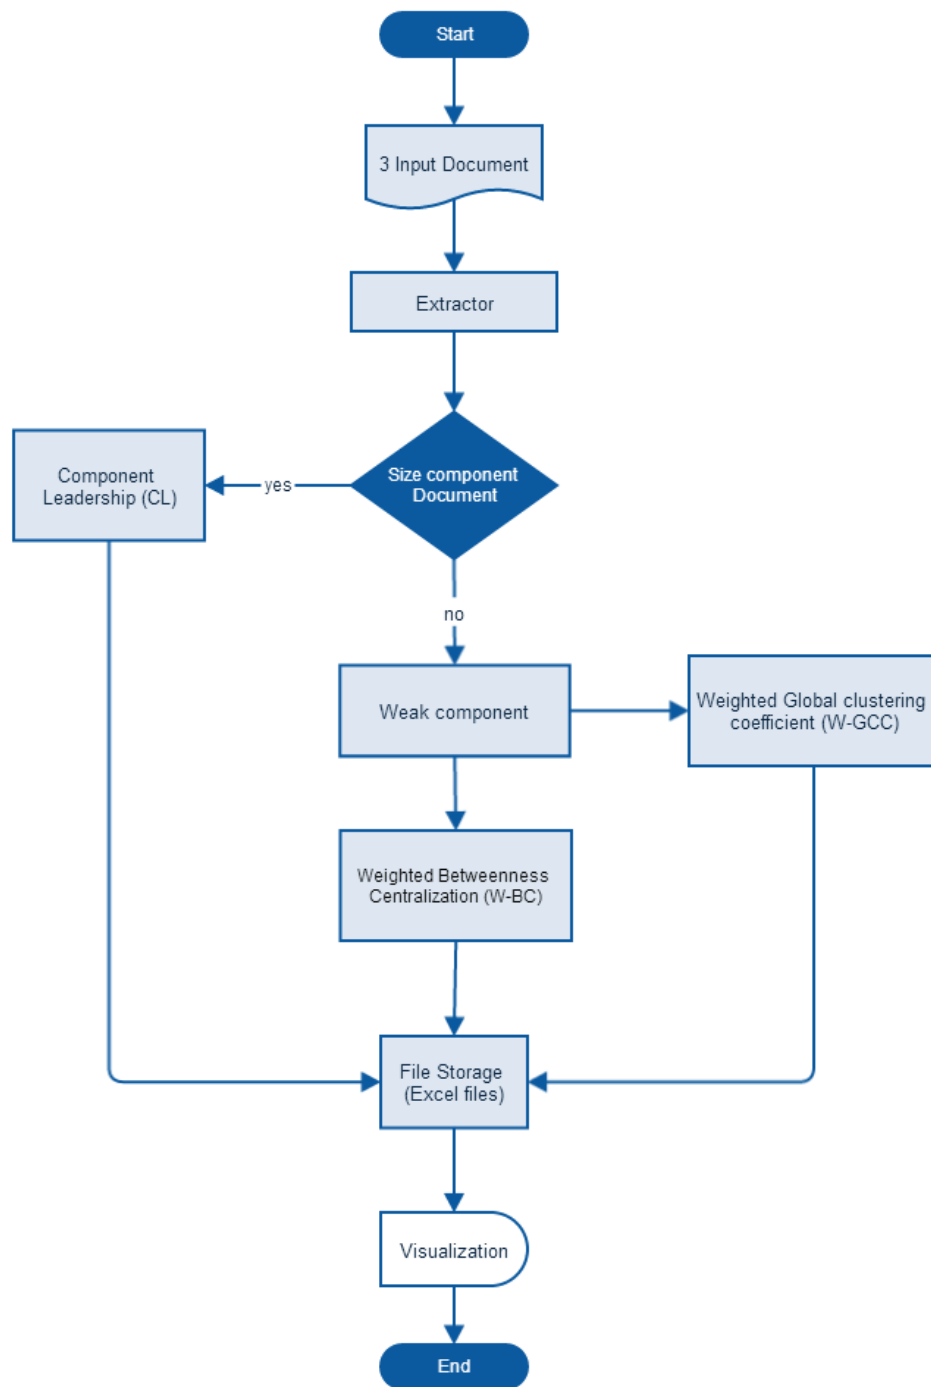 Start
3 Input Document
Extractor
Size component
Document
yes
Component
Leadership (CL)
no
Weak component
Weighted Global clustering
coefficient (W-GCC)
Weighted Betweenness
Centralization (W-BC)
File Storage
(Excel files)
Visualization
End